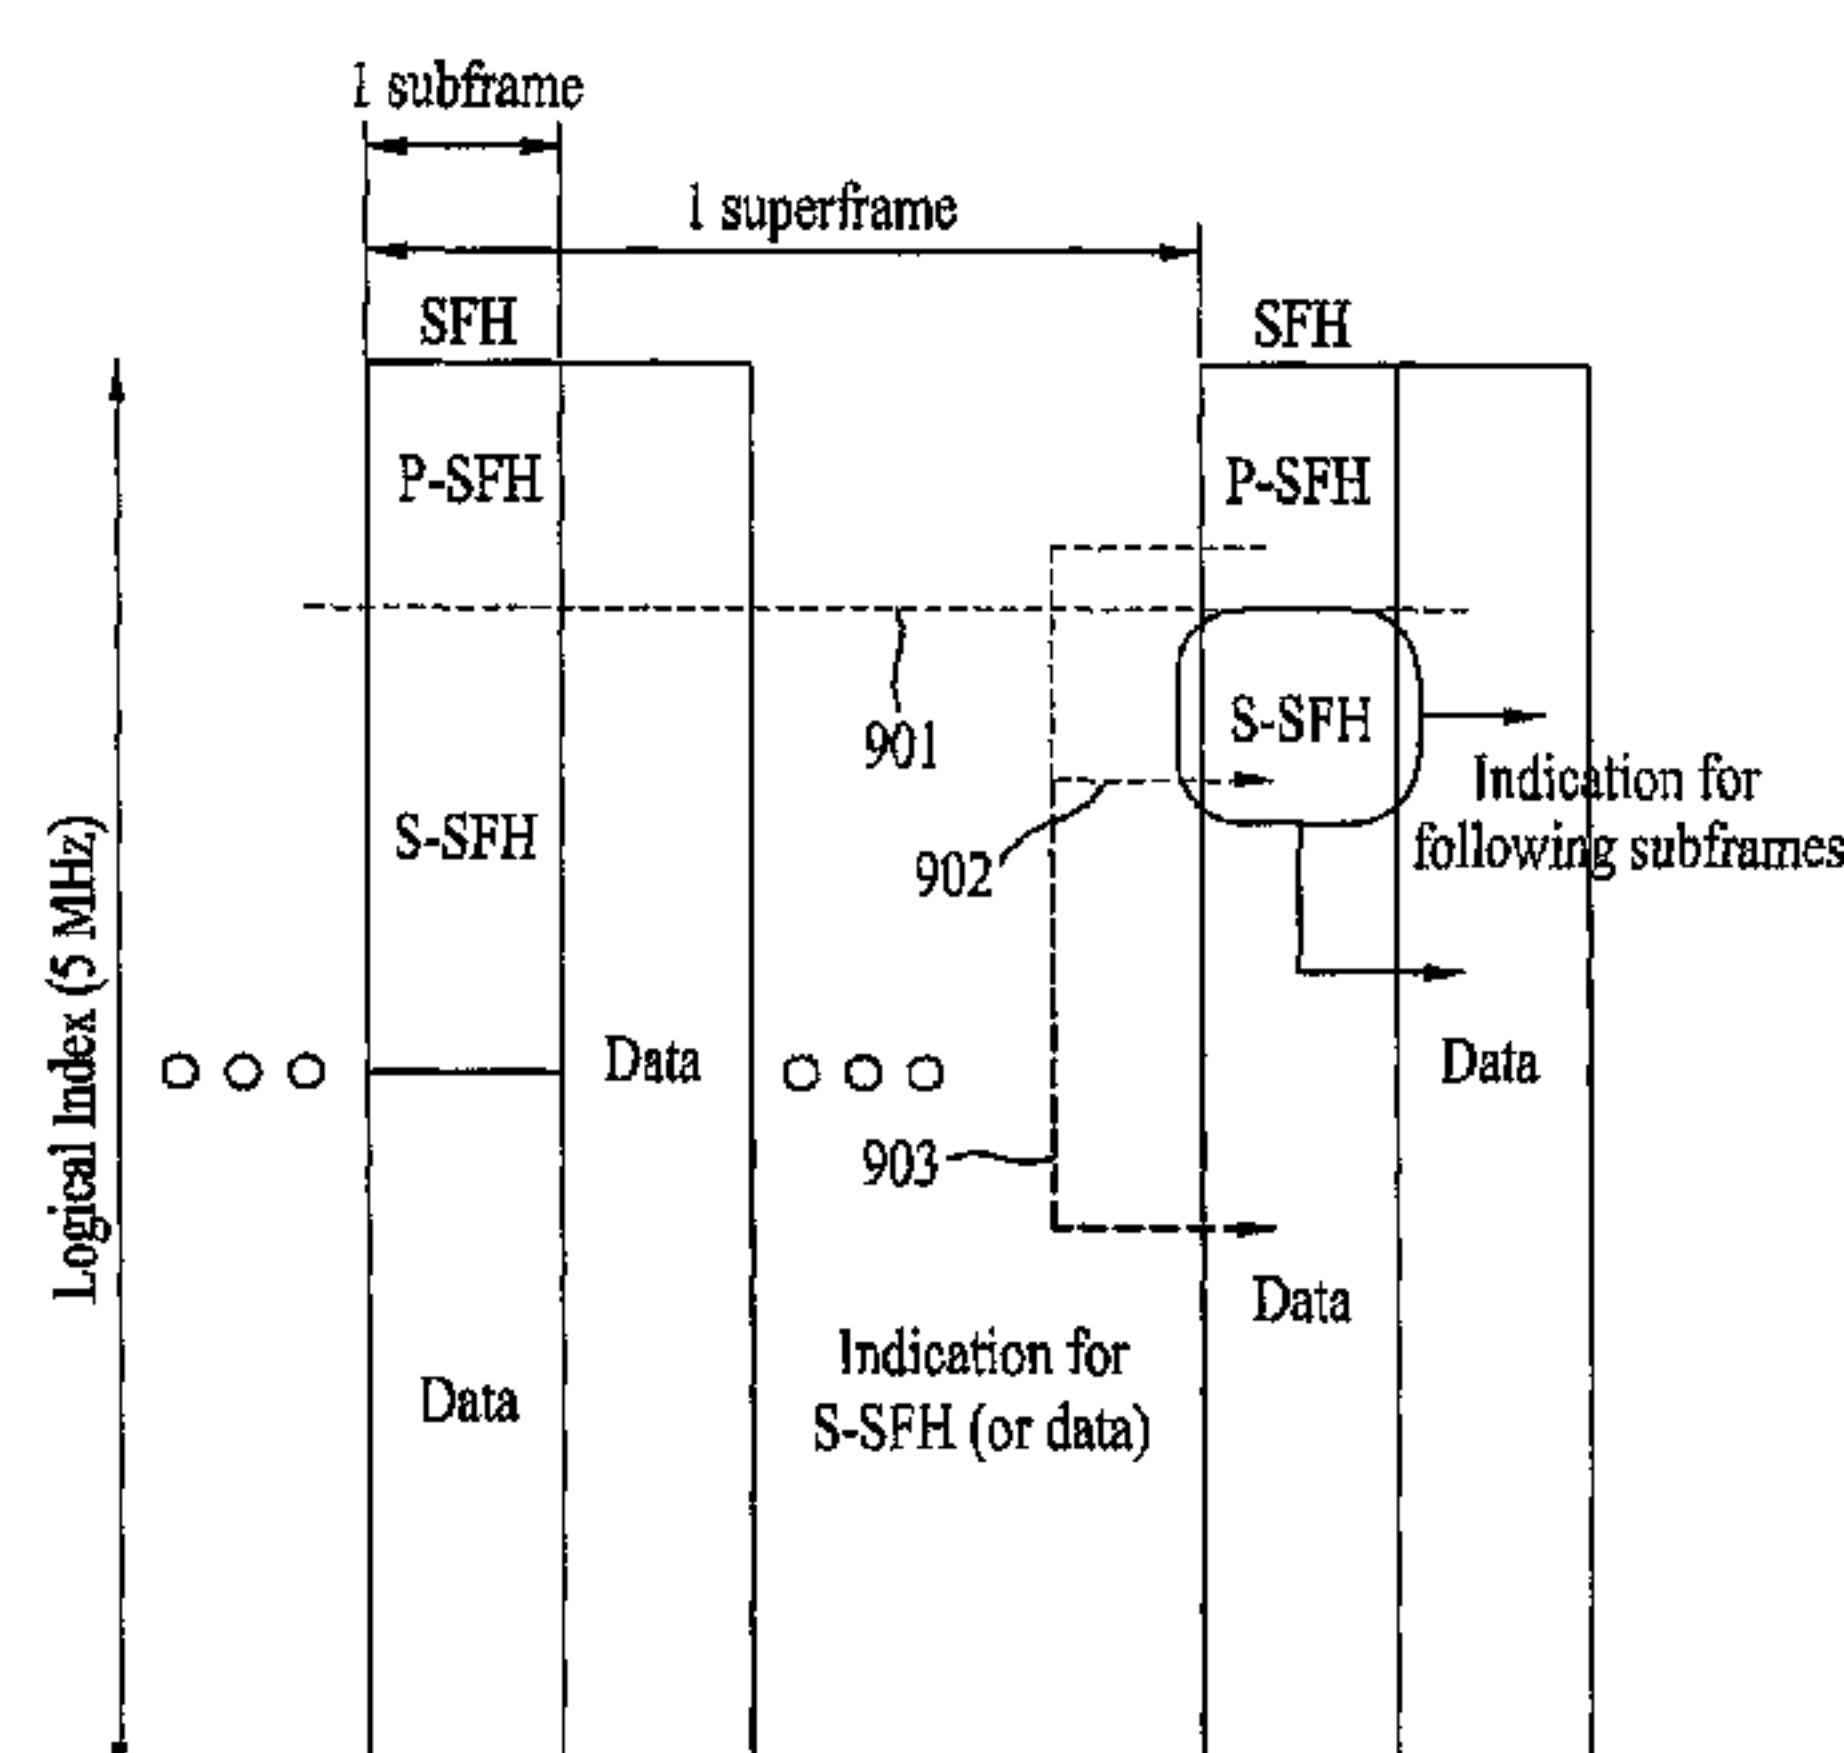 1 subframe
1 superframe
SFH
SFH
P-SFH
P-SFH
901
S-SFH
Indication for
following subframes
902
S-SFH
Logical Index (5 MHz)
Data
Data
903
Data
Indication for
S-SFH (or data)
Data